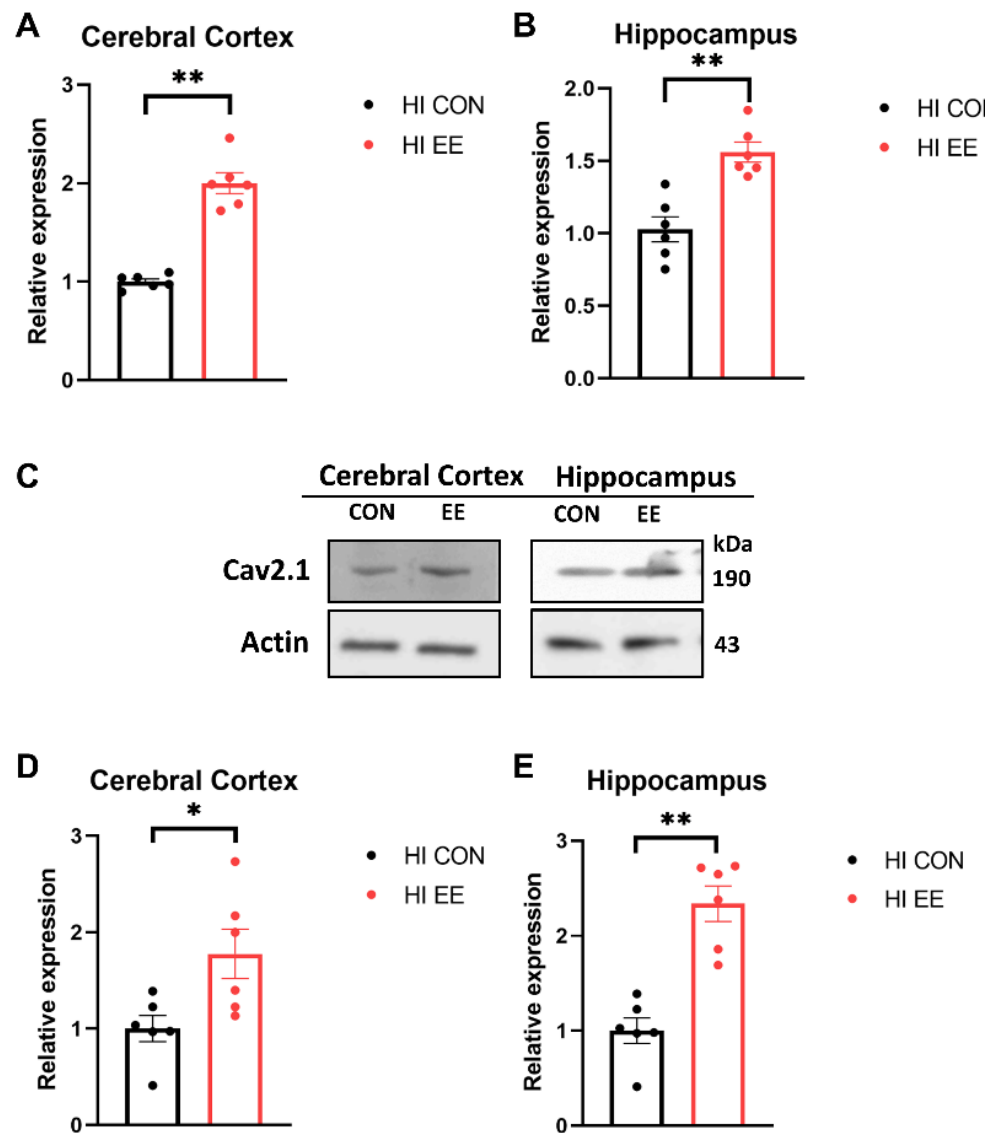 A
Cerebral Cortex
**
3
2
1
0
Relative expression
HI CON
HI EE
B
Hippocampus
**
2.0
1.5
1.0
0.5
0.0
Relative expression
HI CO
HI EE
C
Cerebral Cortex Hippocampus
CON EE CON EE
kDa
Cav2.1 190
Actin 43
D
Cerebral Cortex
*
3
2
1
0
Relative expression
HI CON
HI EE
E
Hippocampus
**
3
2
1
0
Relative expression
HI CON
HI EE